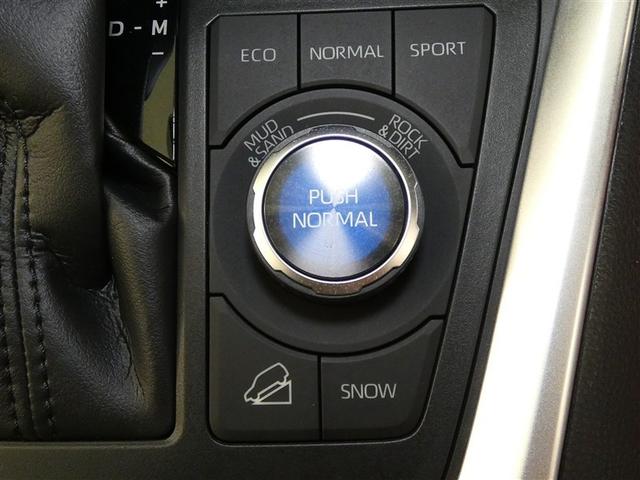 +
D - M
-
ECO
NORMAL
SPORT
MUD
& SAND
ROCK
& DIRT
PUSH
NORMAL
SNOW